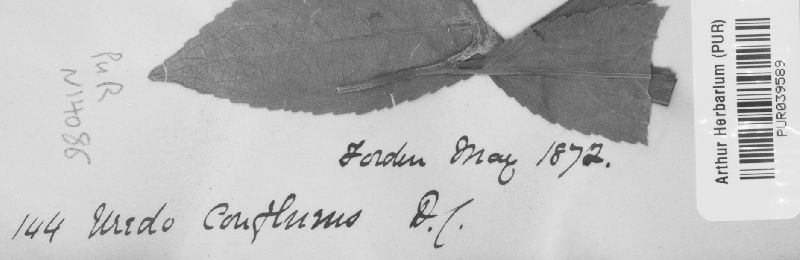 PUR
N14086
Forden May 1872.
144 Uredo Confluens D.C.
Arthur Herbarium (PUR)
PUR039589